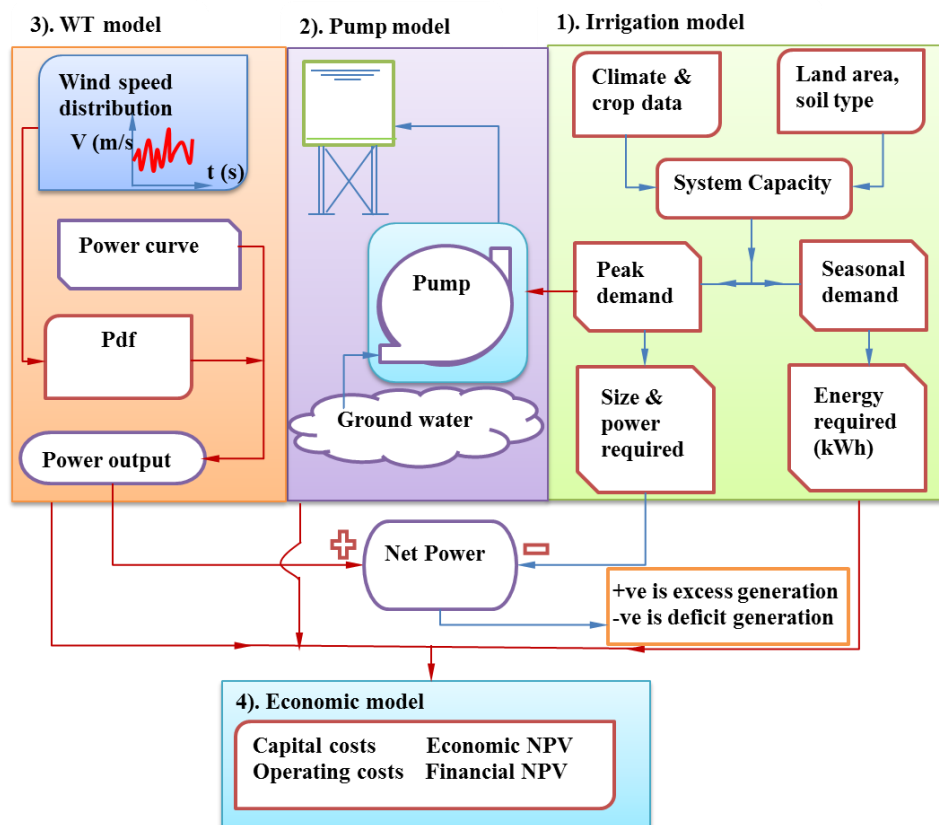 3). WT model
Wind speed
distribution
V (m/s
t (s)
Power curve
Pdf
Power output
2). Pump model
Pump
Ground water
1). Irrigation model
Climate &
crop data
Land area,
soil type
System Capacity
Peak
demand
Seasonal
demand
Size &
power
required
Energy
required
(kWh)
Net Power
+ve is excess generation
-ve is deficit generation
4). Economic model
Capital costs Economic NPV
Operating costs Financial NPV